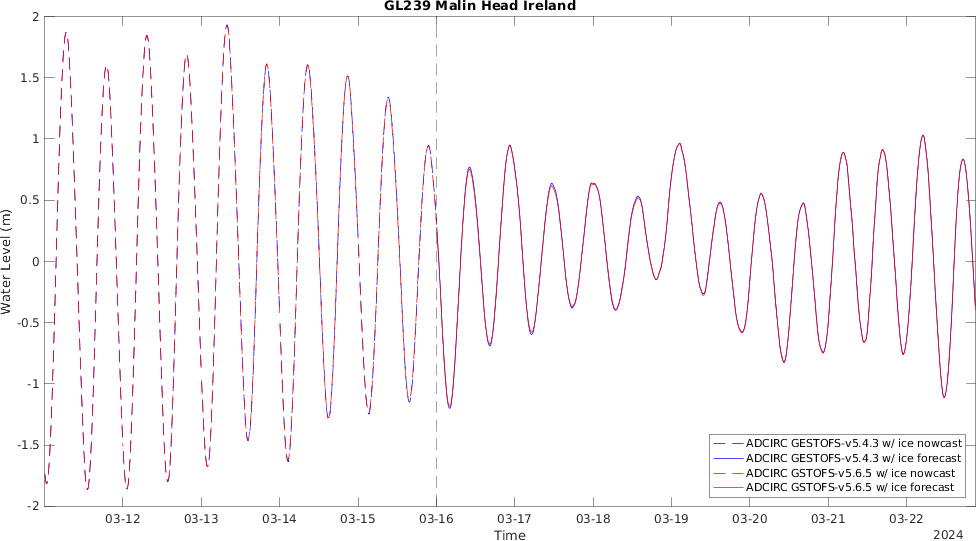 GL239 Malin Head Ireland
2
1.5
1
0.5
0
-0.5
-1
-1.5
-2
Water Level (m)
ADCIRC GESTOFS-v5.4.3 w/ ice nowcast
ADCIRC GESTOFS-v5.4.3 w/ ice forecast
ADCIRC GSTOFS-v5.6.5 w/ ice nowcast
ADCIRC GSTOFS-v5.6.5 w/ ice forecast
03-12 03-13 03-14 03-15 03-16 03-17 03-18 03-19 03-20 03-21 03-22
Time
2024